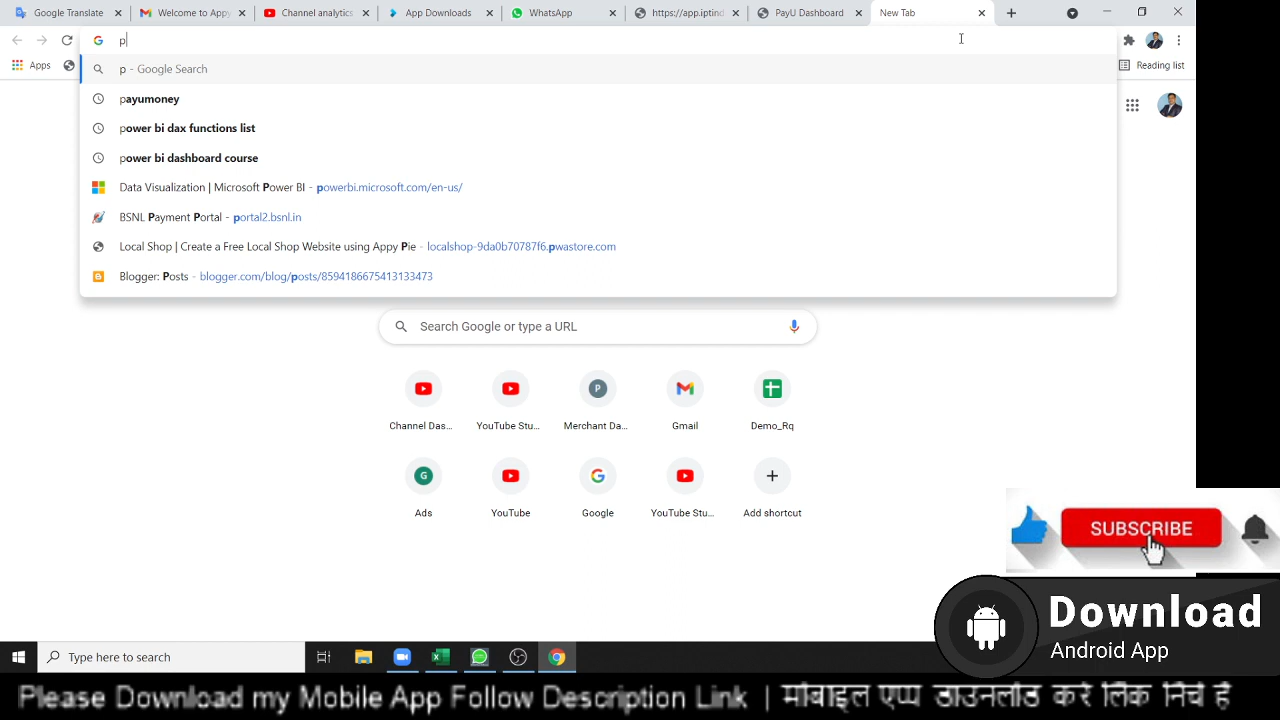 Google Translate
Welcome to Appy
Channel analytics
App Downloads
WhatsApp
https://app.iptind
PayU Dashboard
New Tab
p
Apps
Reading list
p - Google Search
payumoney
power bi dax functions list
power bi dashboard course
Data Visualization | Microsoft Power BI - powerbi.microsoft.com/en-us/
BSNL Payment Portal - portal2.bsnl.in
Local Shop | Create a Free Local Shop Website using Appy Pie - localshop-9da0b70787f6.pwastore.com
Blogger: Posts - blogger.com/blog/posts/8594186675413133473
Search Google or type a URL
Channel Das...
YouTube Stu...
Merchant Da...
Gmail
Demo_Rq
Ads
YouTube
Google
YouTube Stu...
Add shortcut
SUBSCRIBE
Download
Android App
Type here to search
Please Download my Mobile App Follow Description Link | मोबाइल एप्प डाउनलोड करे लिंक निचे है